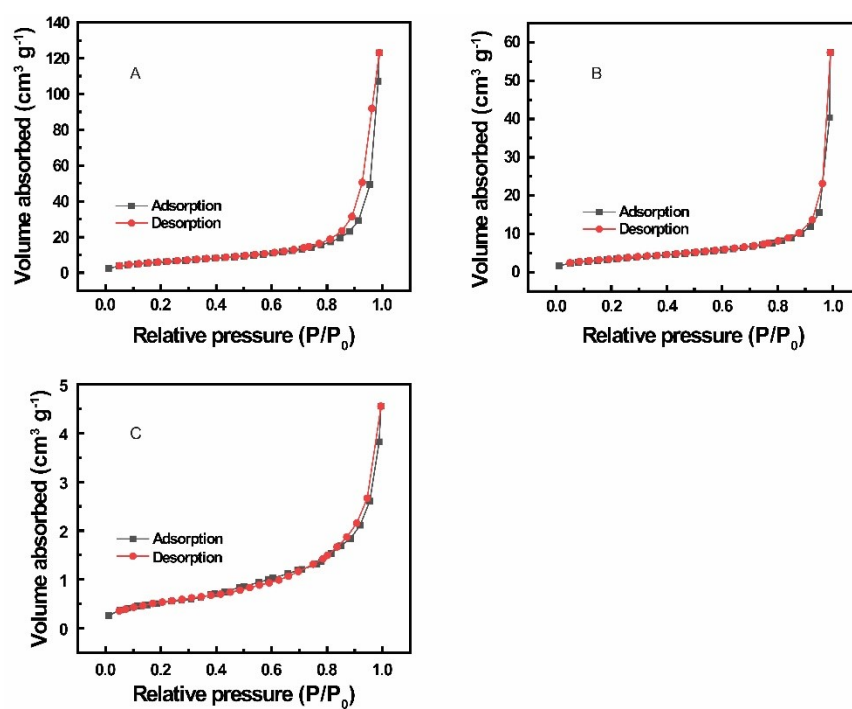 A
Volume absorbed (cm³ g⁻¹)
140
120
100
80
60
40
20
0
Adsorption
Desorption
0.0 0.2 0.4 0.6 0.8 1.0
Relative pressure (P/P₀)
B
Volume absorbed (cm³ g⁻¹)
60
50
40
30
20
10
0
Adsorption
Desorption
0.0 0.2 0.4 0.6 0.8 1.0
Relative pressure (P/P₀)
C
Volume absorbed (cm³ g⁻¹)
5
4
3
2
1
0
Adsorption
Desorption
0.0 0.2 0.4 0.6 0.8 1.0
Relative pressure (P/P₀)